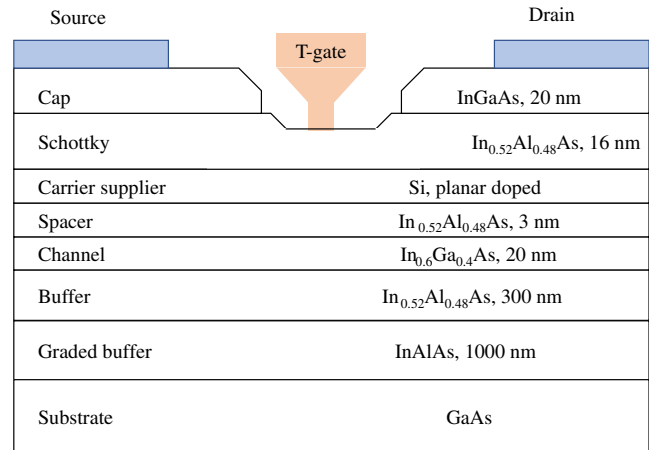 Source Drain
T-gate
Cap InGaAs, 20 nm
Schottky In₀.₅₂Al₀.₄₈As, 16 nm
Carrier supplier Si, planar doped
Spacer In₀.₅₂Al₀.₄₈As, 3 nm
Channel In₀.₆Ga₀.₄As, 20 nm
Buffer In₀.₅₂Al₀.₄₈As, 300 nm
Graded buffer InAlAs, 1000 nm
Substrate GaAs